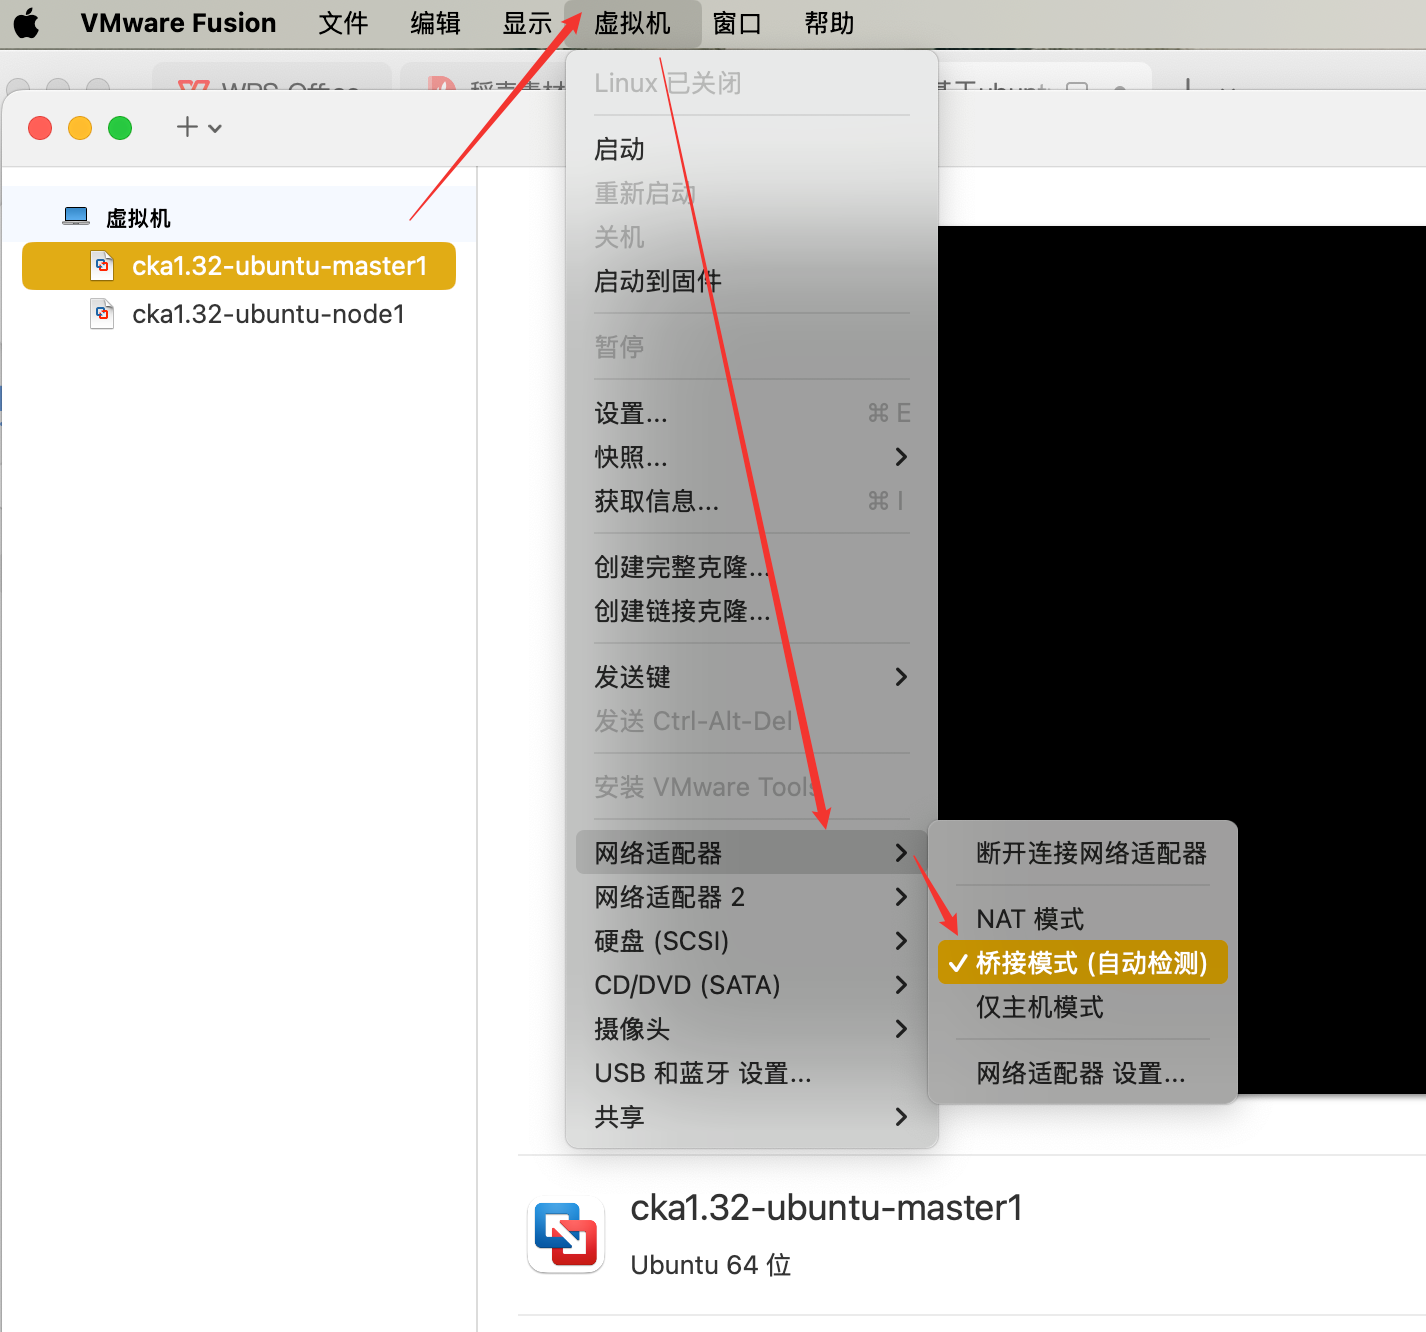 VMware Fusion 文件 编辑 显示 虚拟机 窗口 帮助
WPS Office
Linux 已关闭
启动
重新启动
关机
启动到固件
暂停
设置... ⌘ E
快照...
获取信息... ⌘ I
创建完整克隆...
创建链接克隆...
发送键
发送 Ctrl-Alt-Del
安装 VMware Tools
网络适配器
网络适配器 2
硬盘 (SCSI)
CD/DVD (SATA)
摄像头
USB 和蓝牙 设置...
共享
断开连接网络适配器
NAT 模式
✓ 桥接模式 (自动检测)
仅主机模式
网络适配器 设置...
虚拟机
cka1.32-ubuntu-master1
cka1.32-ubuntu-node1
cka1.32-ubuntu-master1
Ubuntu 64 位